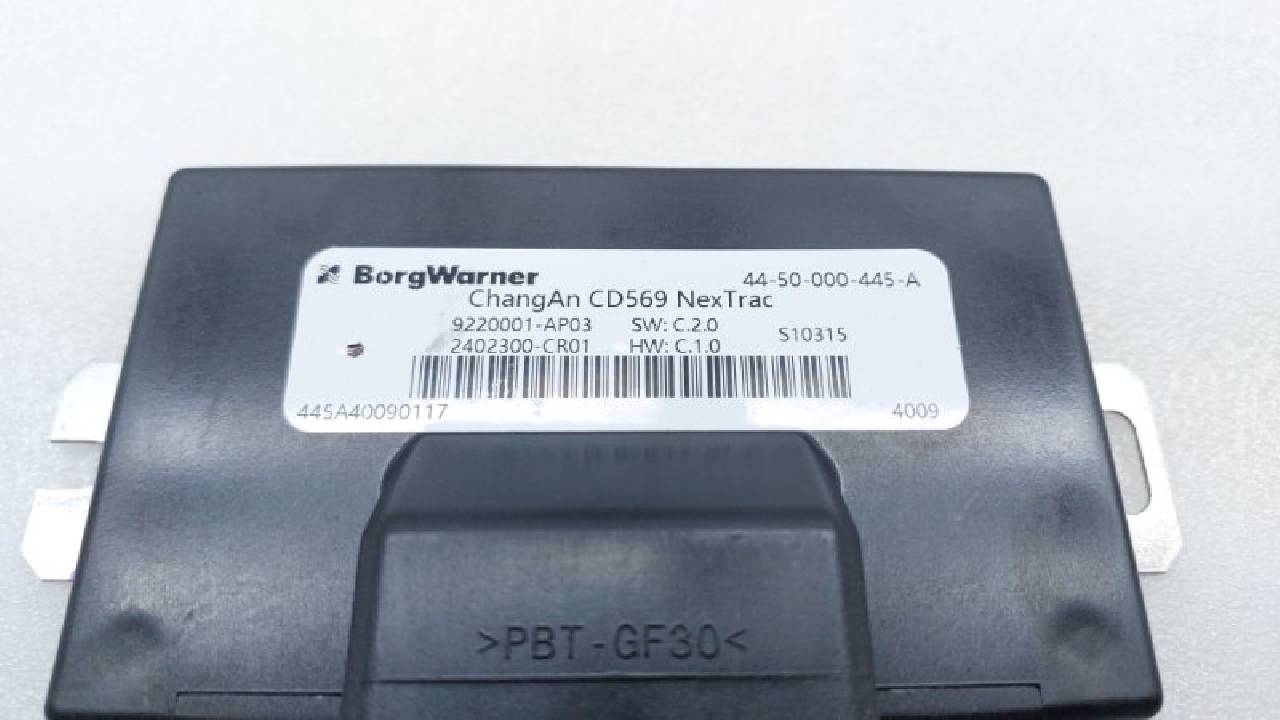 BorgWarner 44-50-000-445-A
ChangAn CD569 NexTrac
9220001-AP03 SW: C.2.0
S10315
2402300-CR01 HW: C.1.0
445A40090117 4009
>PBT-GF30<